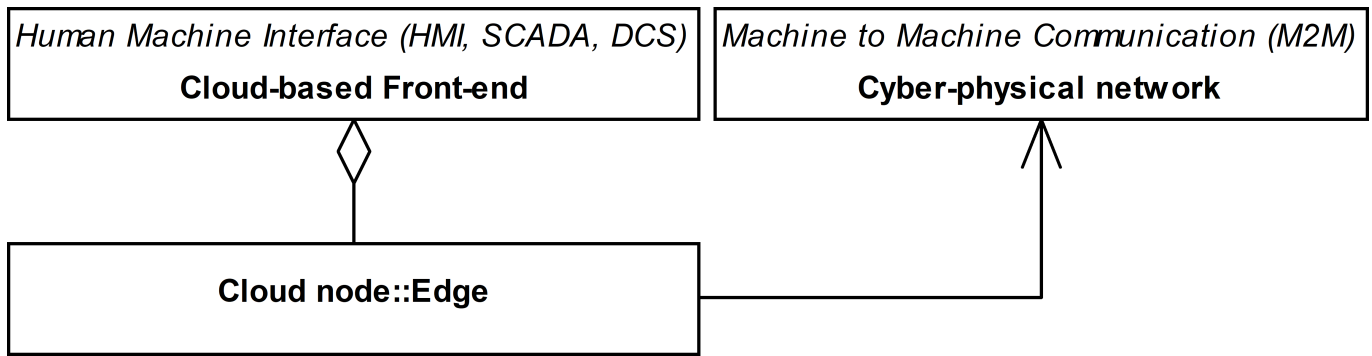 Human Machine Interface (HMI, SCADA, DCS)
Cloud-based Front-end
Machine to Machine Communication (M2M)
Cyber-physical network
Cloud node::Edge